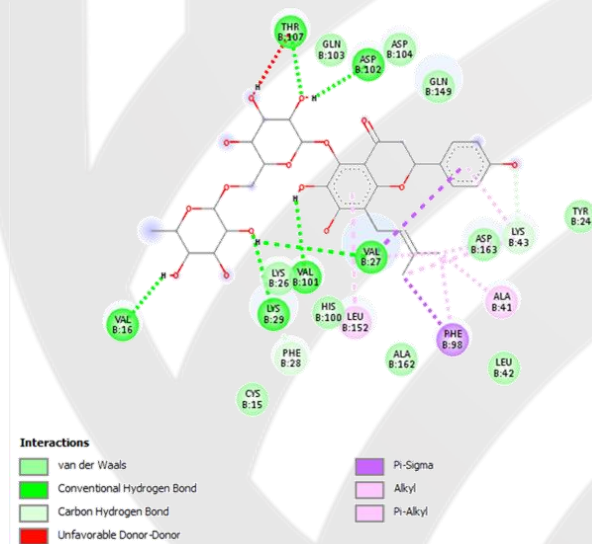 THR
B:107
GLN
B:103
ASP
B:104
ASP
B:102
GLN
B:149
H
H
O
O
O
O
O
O
O
O
O
H
O
O
O
TYR
B:24
LYS
B:43
ASP
B:163
VAL
B:27
H
LYS
B:26
VAL
B:101
ALA
B:41
H
VAL
B:16
LYS
B:29
HIS
B:100
LEU
B:152
PHE
B:98
PHE
B:28
ALA
B:162
LEU
B:42
CYS
B:15
Interactions
van der Waals
Conventional Hydrogen Bond
Carbon Hydrogen Bond
Unfavorable Donor-Donor
Pi-Sigma
Alkyl
Pi-Alkyl